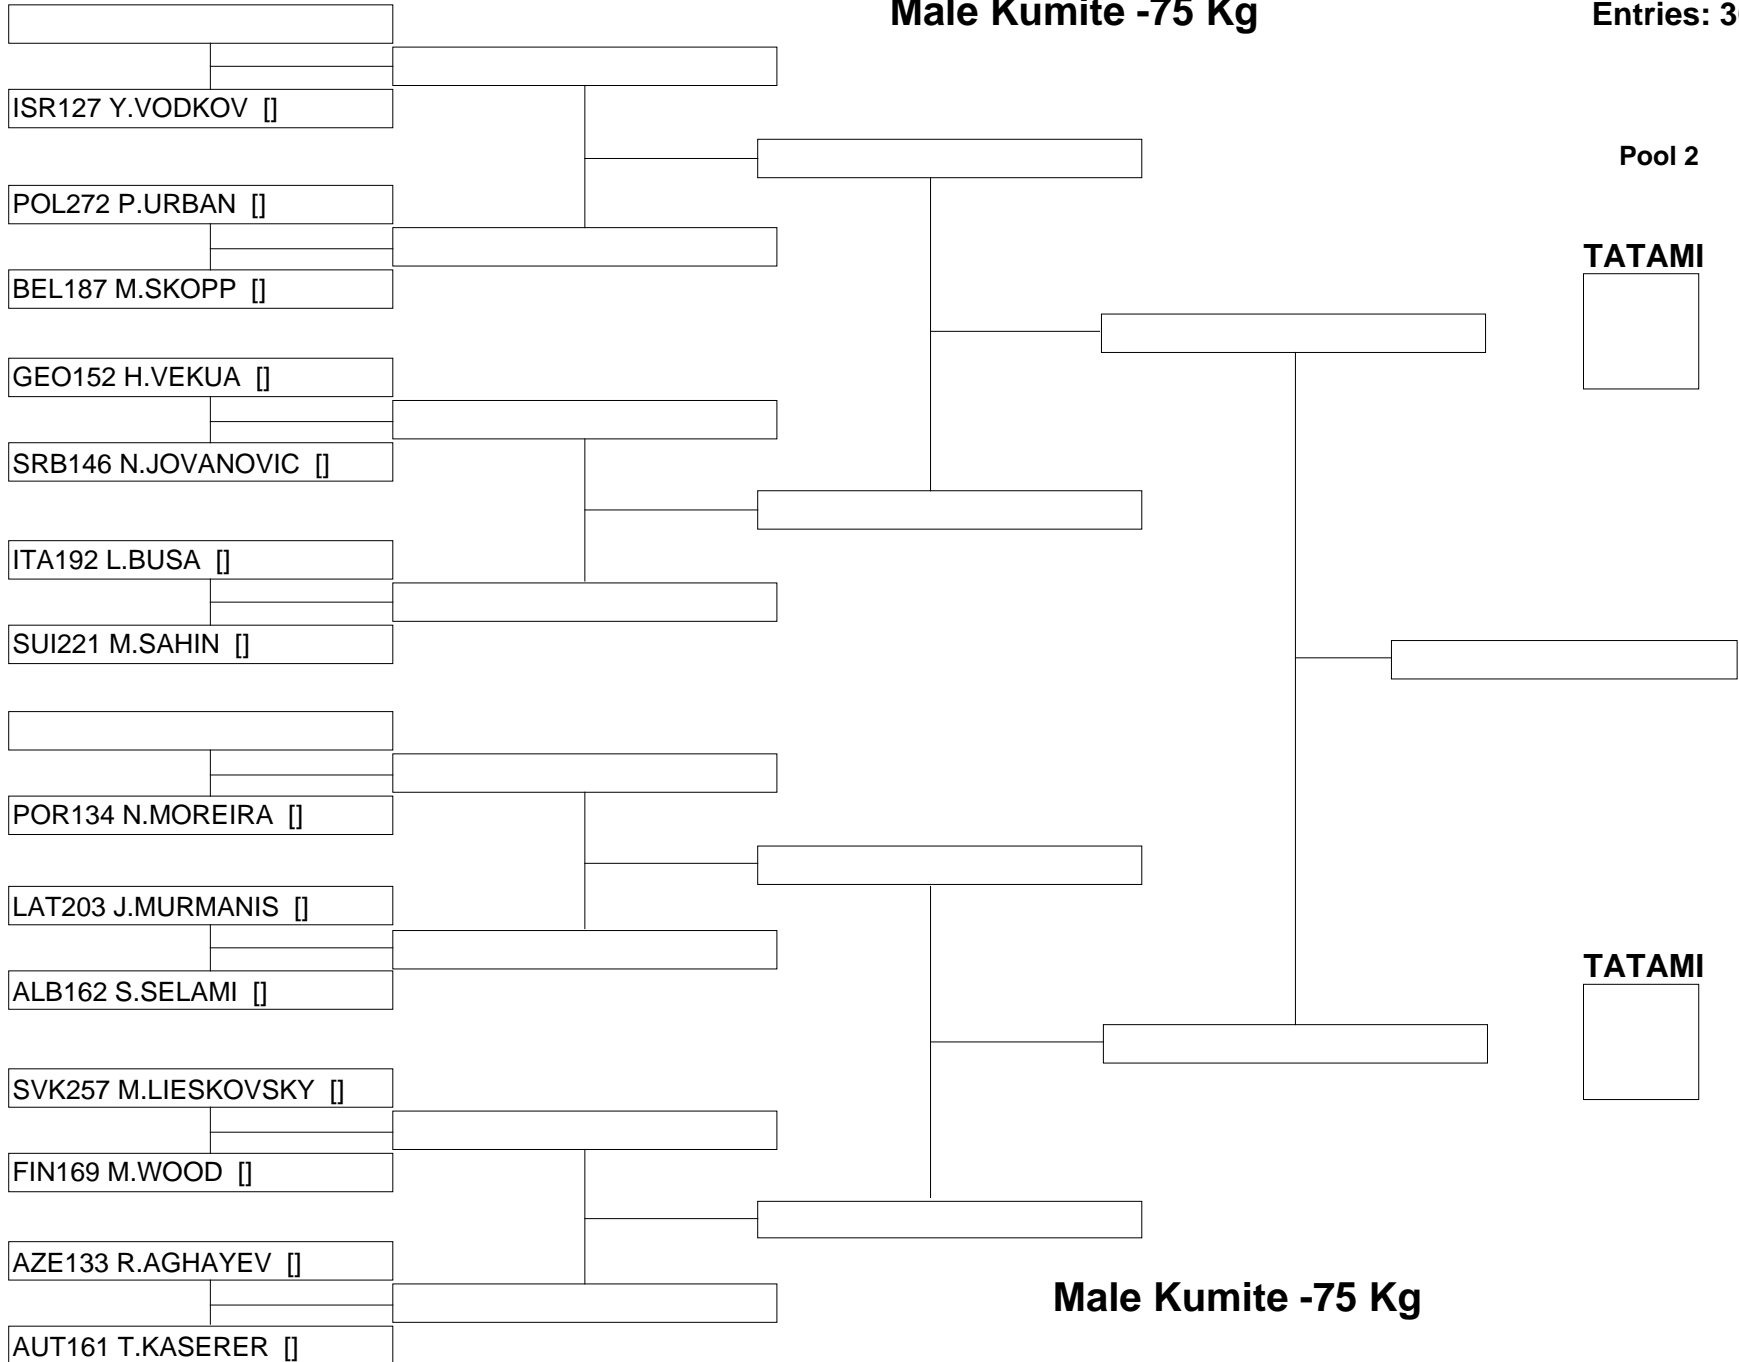 Male Kumite -75 Kg
Entries: 3
ISR127 Y.VODKOV []
Pool 2
POL272 P.URBAN []
TATAMI
BEL187 M.SKOPP []
GEO152 H.VEKUA []
SRB146 N.JOVANOVIC []
ITA192 L.BUSA []
SUI221 M.SAHIN []
POR134 N.MOREIRA []
LAT203 J.MURMANIS []
TATAMI
ALB162 S.SELAMI []
SVK257 M.LIESKOVSKY []
FIN169 M.WOOD []
AZE133 R.AGHAYEV []
Male Kumite -75 Kg
AUT161 T.KASERER []